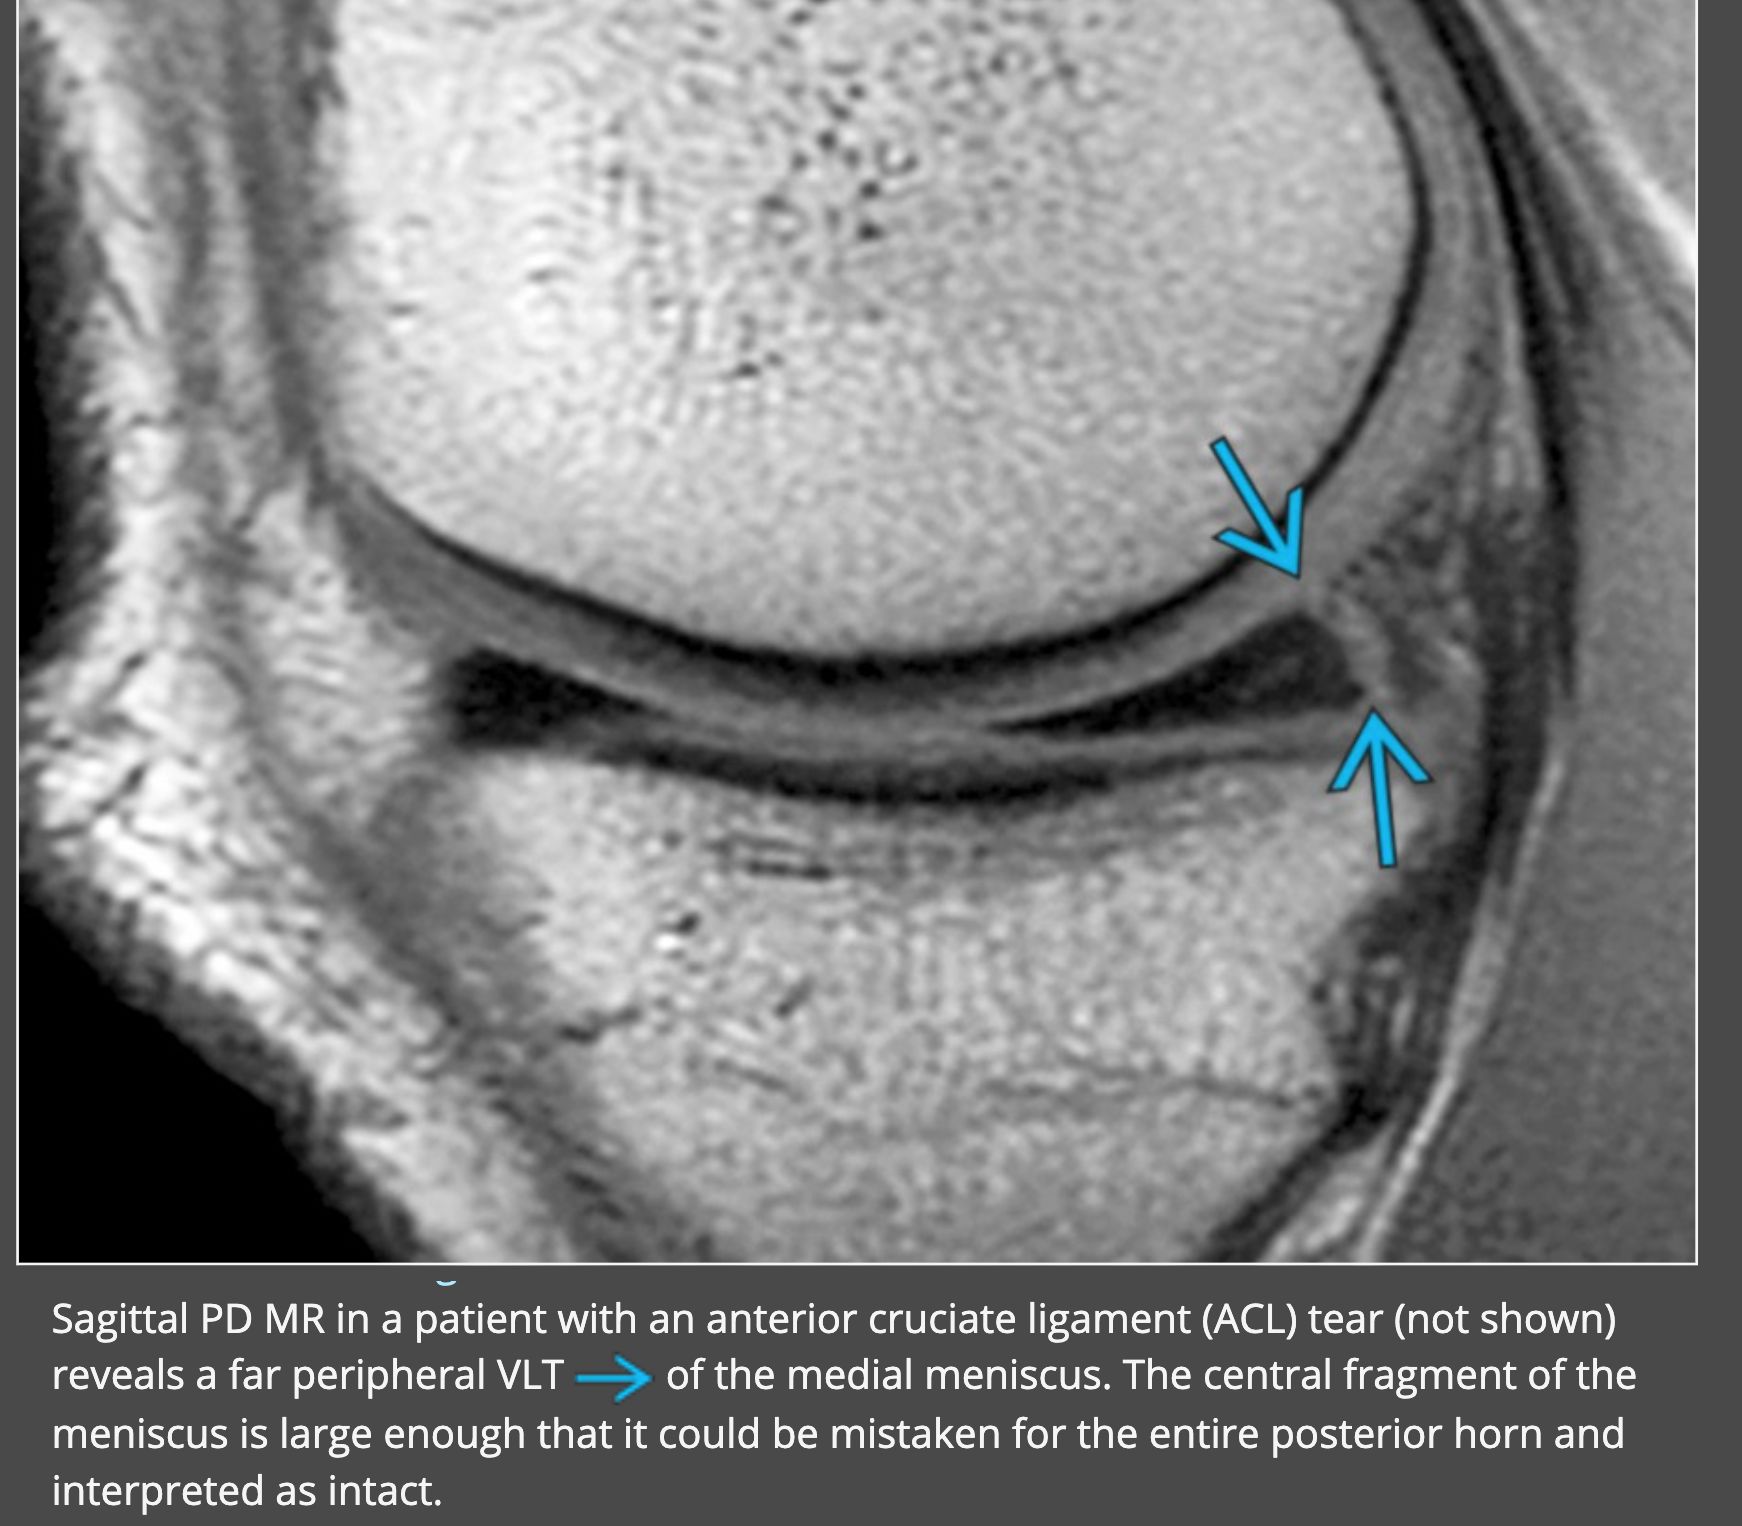 Sagittal PD MR in a patient with an anterior cruciate ligament (ACL) tear (not shown)
reveals a far peripheral VLT → of the medial meniscus. The central fragment of the
meniscus is large enough that it could be mistaken for the entire posterior horn and
interpreted as intact.